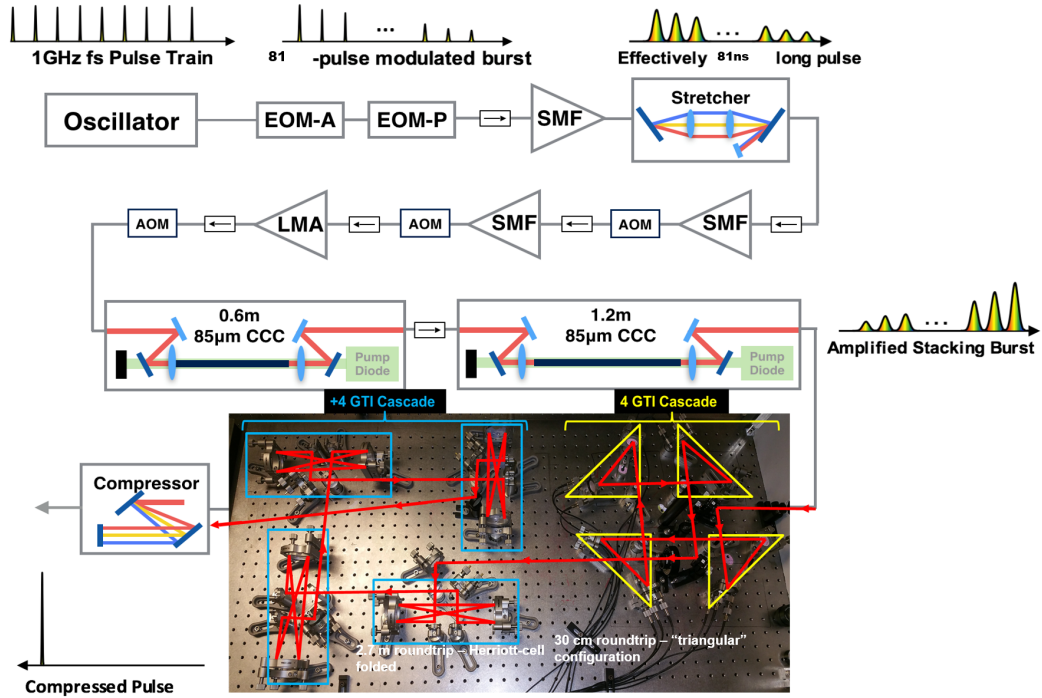 1GHz fs Pulse Train
81 -pulse modulated burst
Effectively 81ns long pulse
Oscillator
EOM-A
EOM-P
SMF
Stretcher
AOM
LMA
AOM
SMF
AOM
SMF
0.6m
85µm CCC
Pump
Diode
1.2m
85µm CCC
Pump
Diode
Amplified Stacking Burst
+4 GTI Cascade
4 GTI Cascade
Compressor
2.7 m roundtrip – Herriott-cell
folded
30 cm roundtrip – “triangular”
configuration
Compressed Pulse